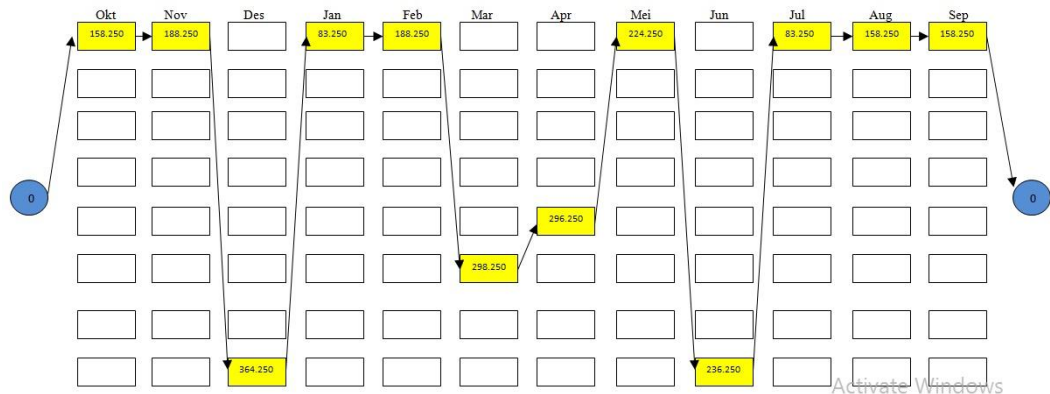 Okt Nov Des Jan Feb Mar Apr Mei Jun Jul Aug Sep
158.250 188.250 83.250 188.250 224.250 83.250 158.250 158.250
0 0
296.250
298.250
364.250 236.250
Activate Windows